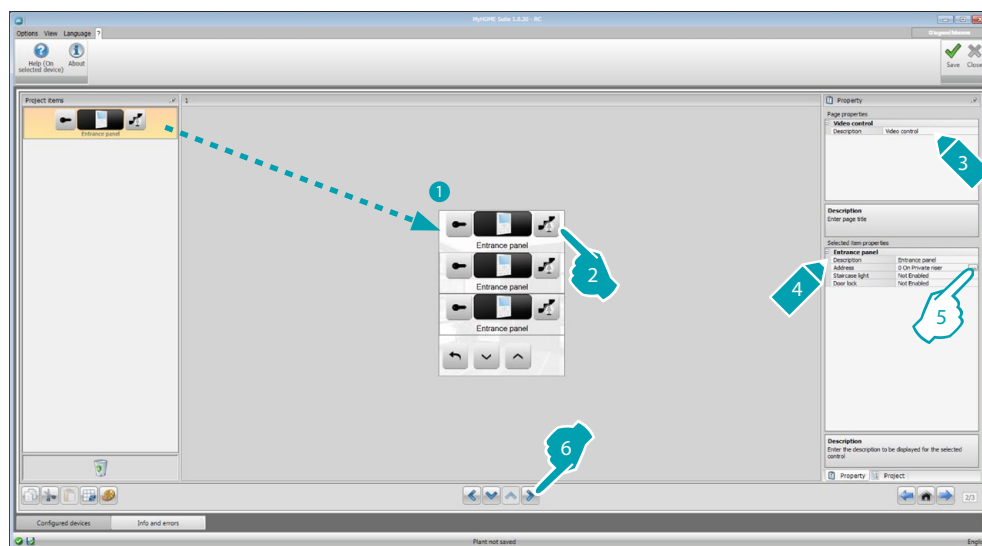 MyHOME Suite 1.0.30 - RC
Options View Language ?
Help (On selected device)
About
Save
Close
Project items
1
Property
Entrance panel
Page properties
Video control
Description Video control
3
Description
Enter page title
1
Entrance panel
2
Entrance panel
Entrance panel
Selected item properties
Entrance panel
Description Entrance panel
Address 0 On Private riser
Staircase light Not Enabled
Door lock Not Enabled
4
5
6
Description
Enter the description to be displayed for the selected
control
Property
Project
2/3
Configured devices
Info and errors
Plant not saved